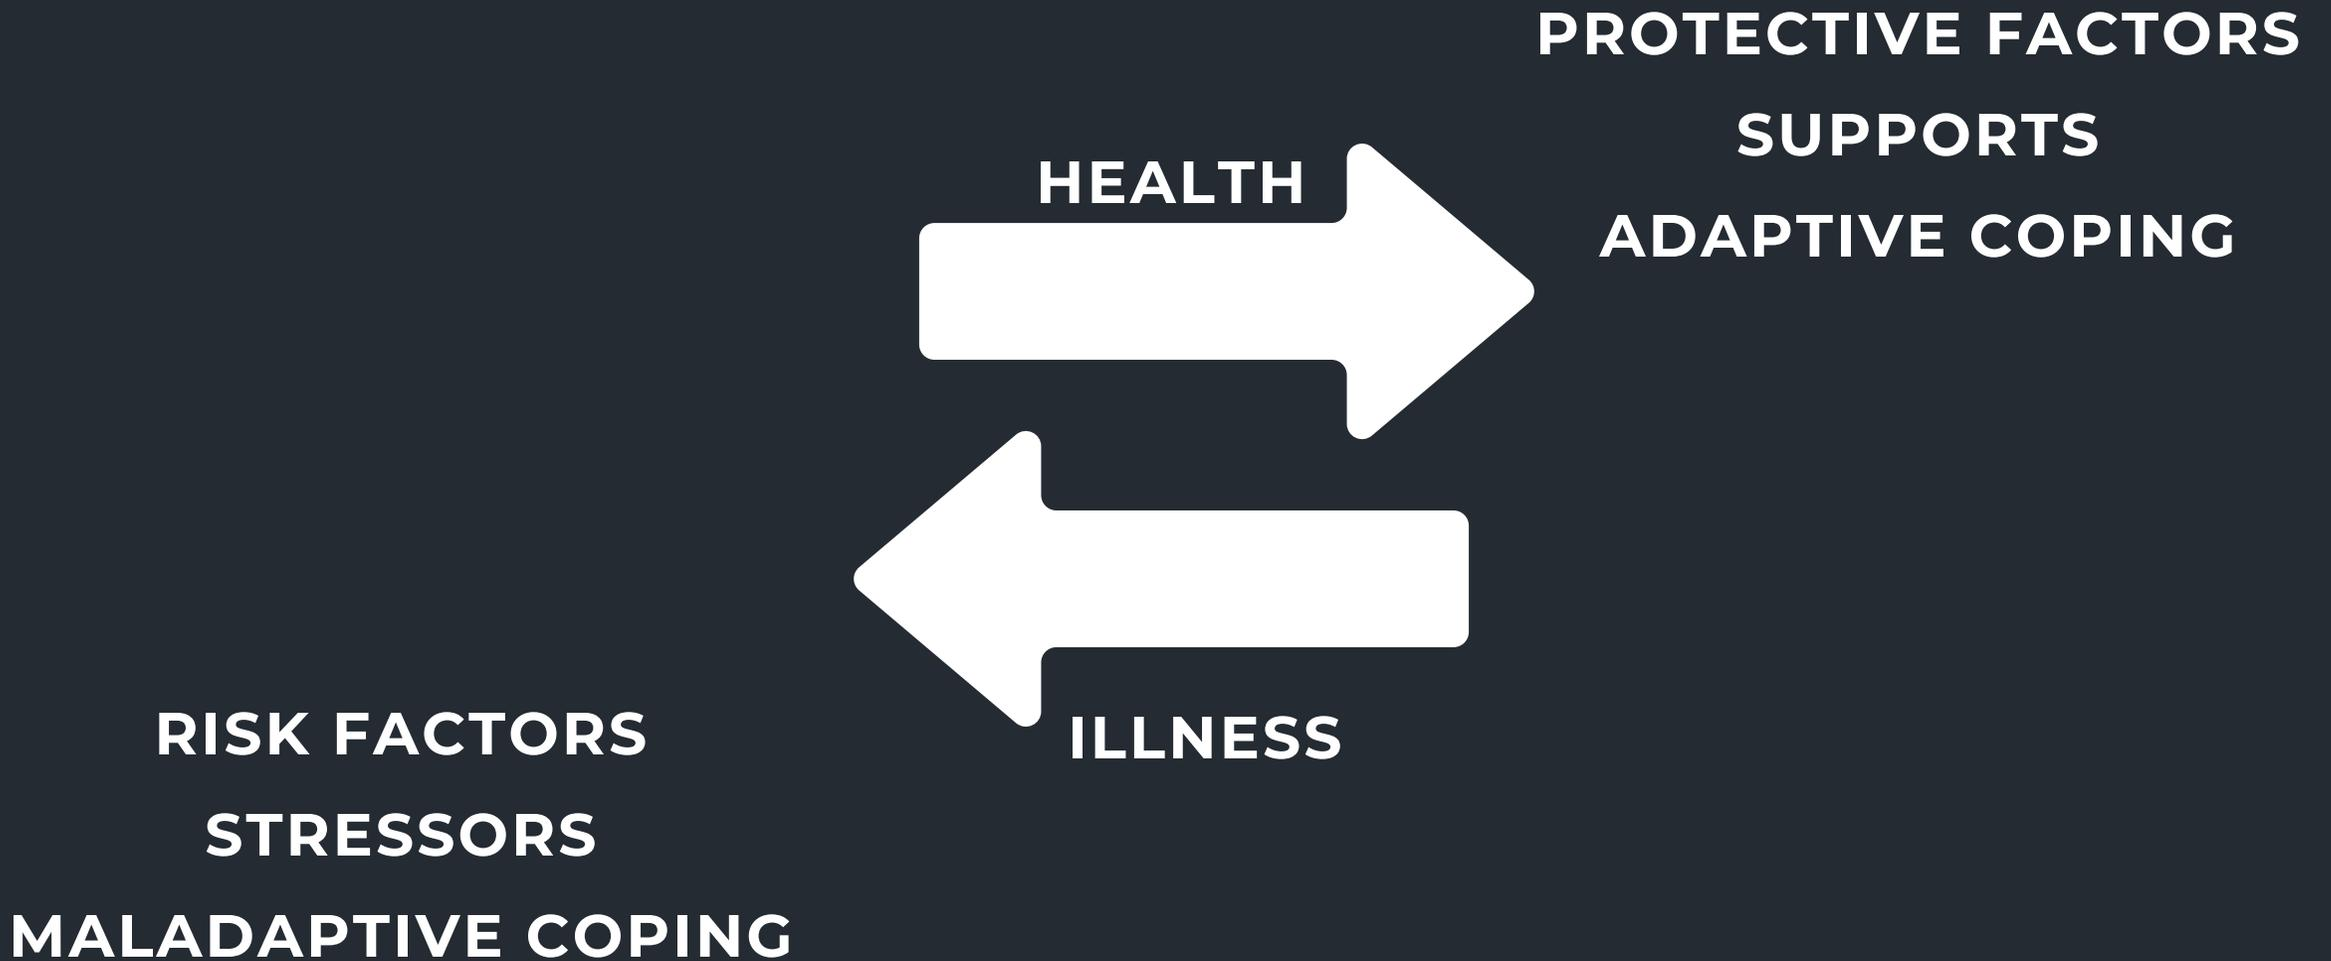 PROTECTIVE FACTORS
SUPPORTS
ADAPTIVE COPING
HEALTH
ILLNESS
RISK FACTORS
STRESSORS
MALADAPTIVE COPING